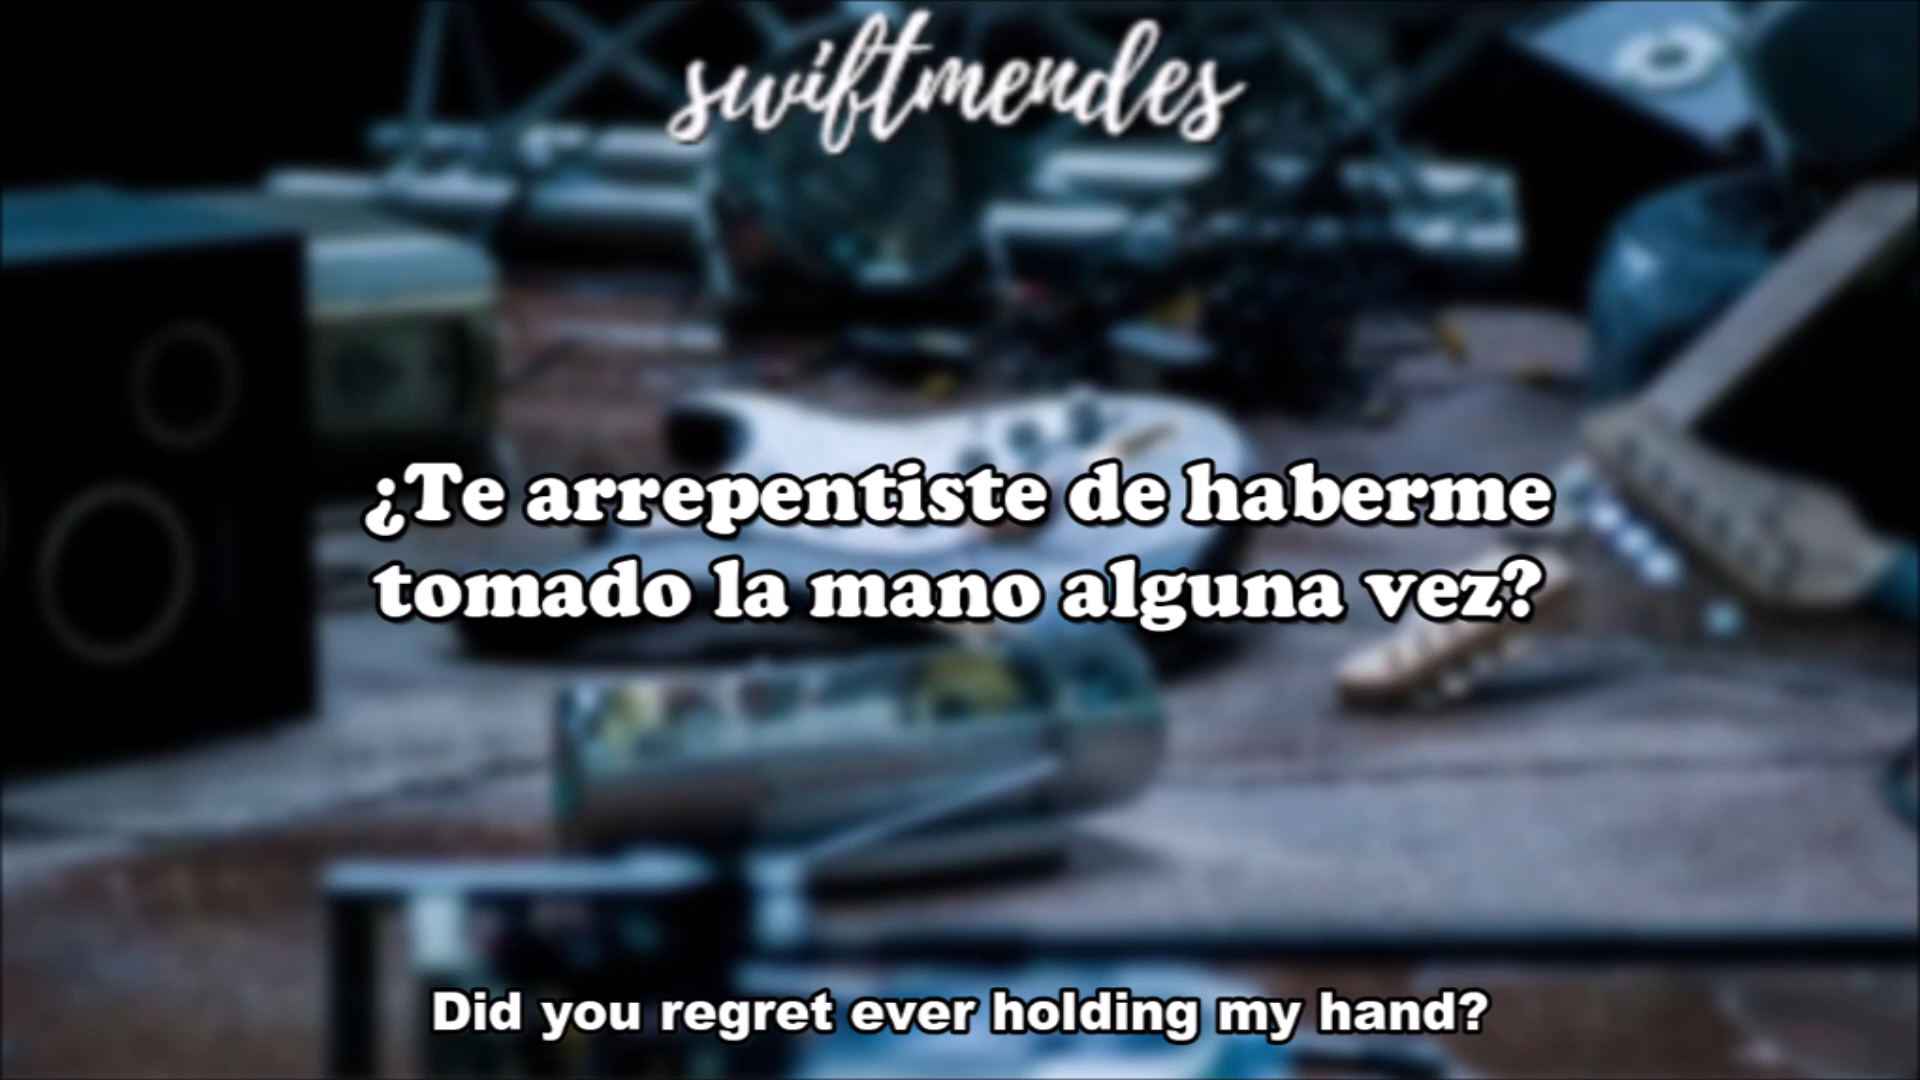 swiftmendes
¿Te arrepentiste de haberme
tomado la mano alguna vez?
Did you regret ever holding my hand?